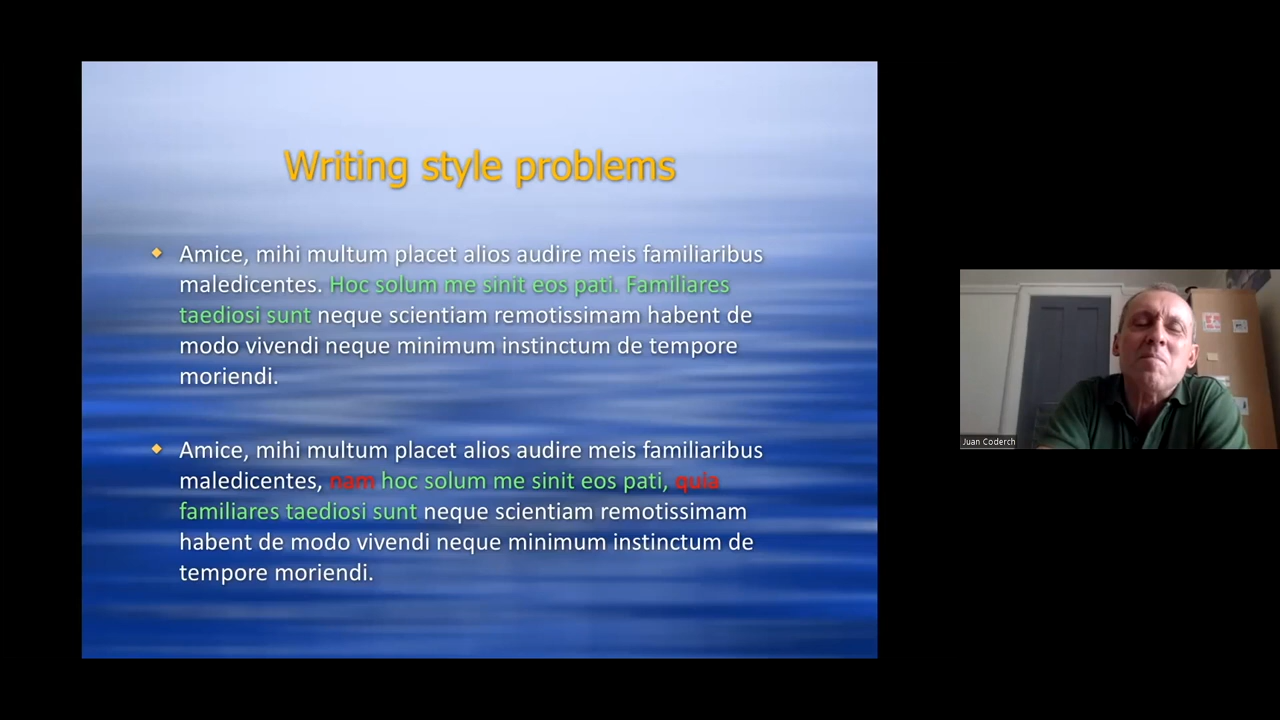 Writing style problems
Amice, mihi multum placet alios audire meis familiaribus
maledicentes. Hoc solum me sinit eos pati. Familiares
taediosi sunt neque scientiam remotissimam habent de
modo vivendi neque minimum instinctum de tempore
moriendi.
Amice, mihi multum placet alios audire meis familiaribus
maledicentes, nam hoc solum me sinit eos pati, quia
familiares taediosi sunt neque scientiam remotissimam
habent de modo vivendi neque minimum instinctum de
tempore moriendi.
Juan Coderch